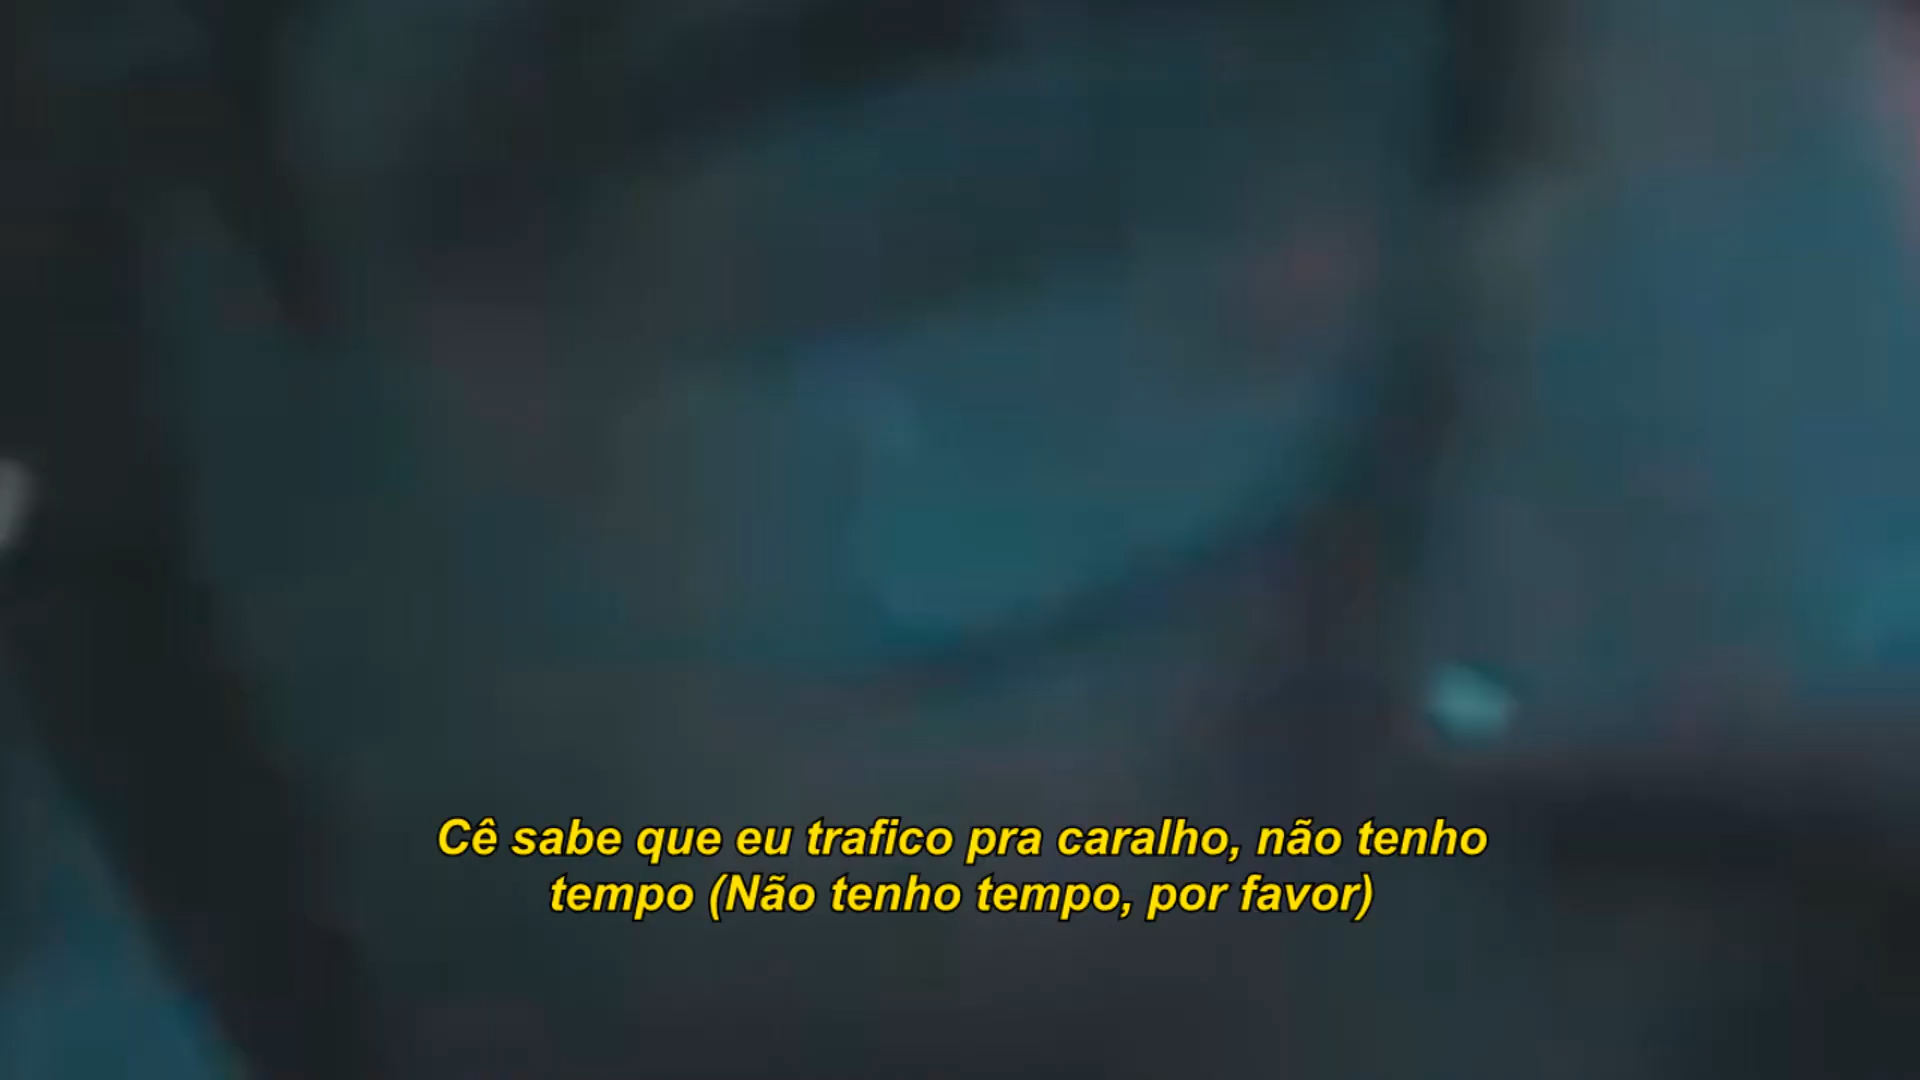 Cê sabe que eu trafico pra caralho, não tenho
tempo (Não tenho tempo, por favor)